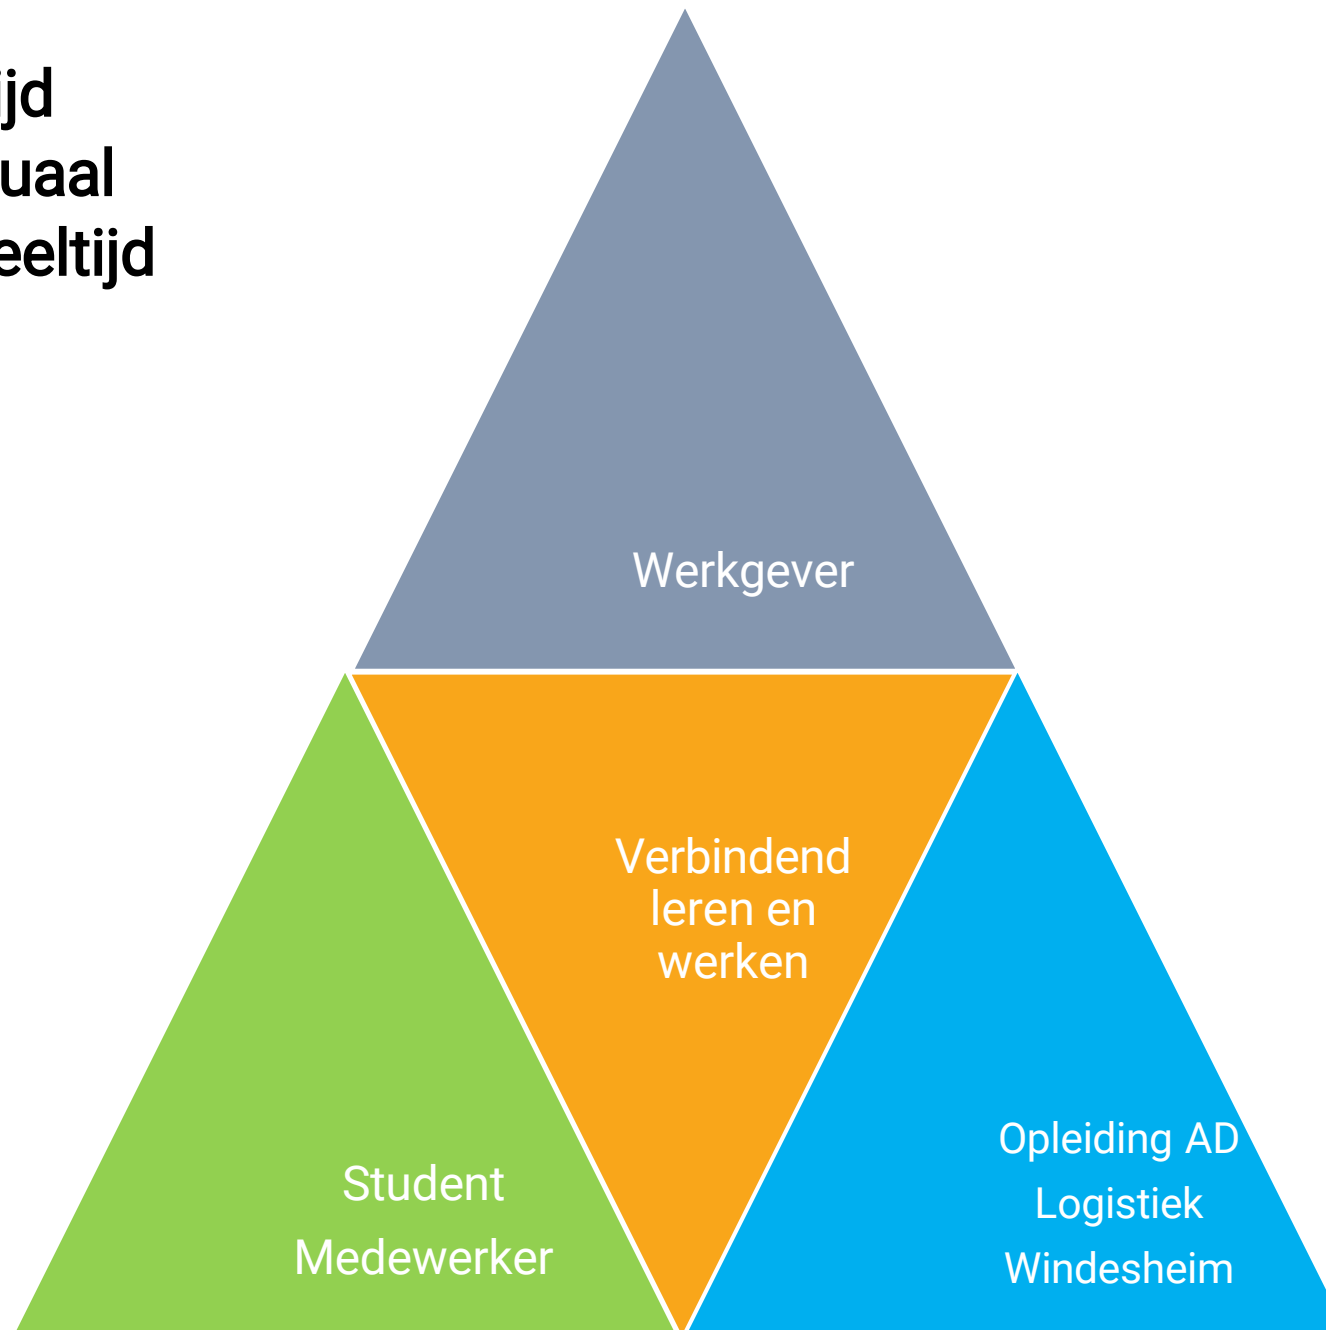 ijd
uaal
eeltijd
Werkgever
Verbindend
leren en
werken
Student
Medewerker
Opleiding AD
Logistiek
Windesheim